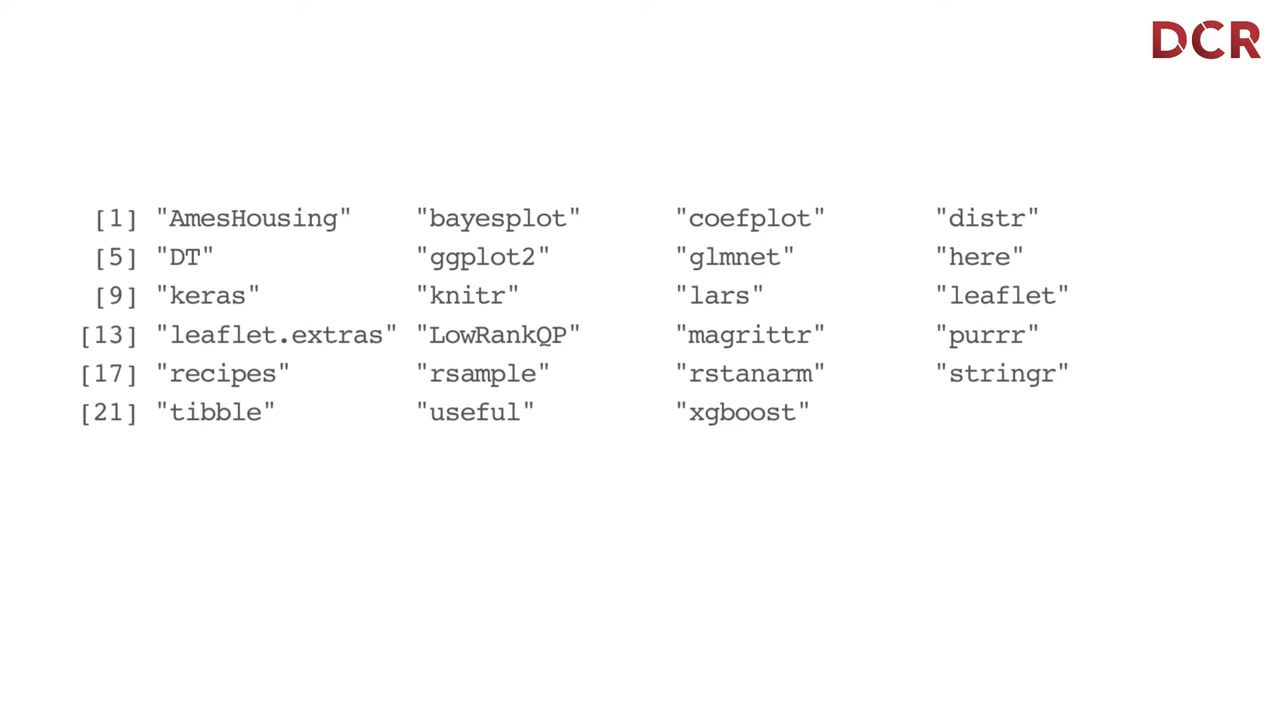 DCR
[1] "AmesHousing" "bayesplot" "coefplot" "distr"
[5] "DT" "ggplot2" "glmnet" "here"
[9] "keras" "knitr" "lars" "leaflet"
[13] "leaflet.extras" "LowRankQP" "magrittr" "purrr"
[17] "recipes" "rsample" "rstanarm" "stringr"
[21] "tibble" "useful" "xgboost"